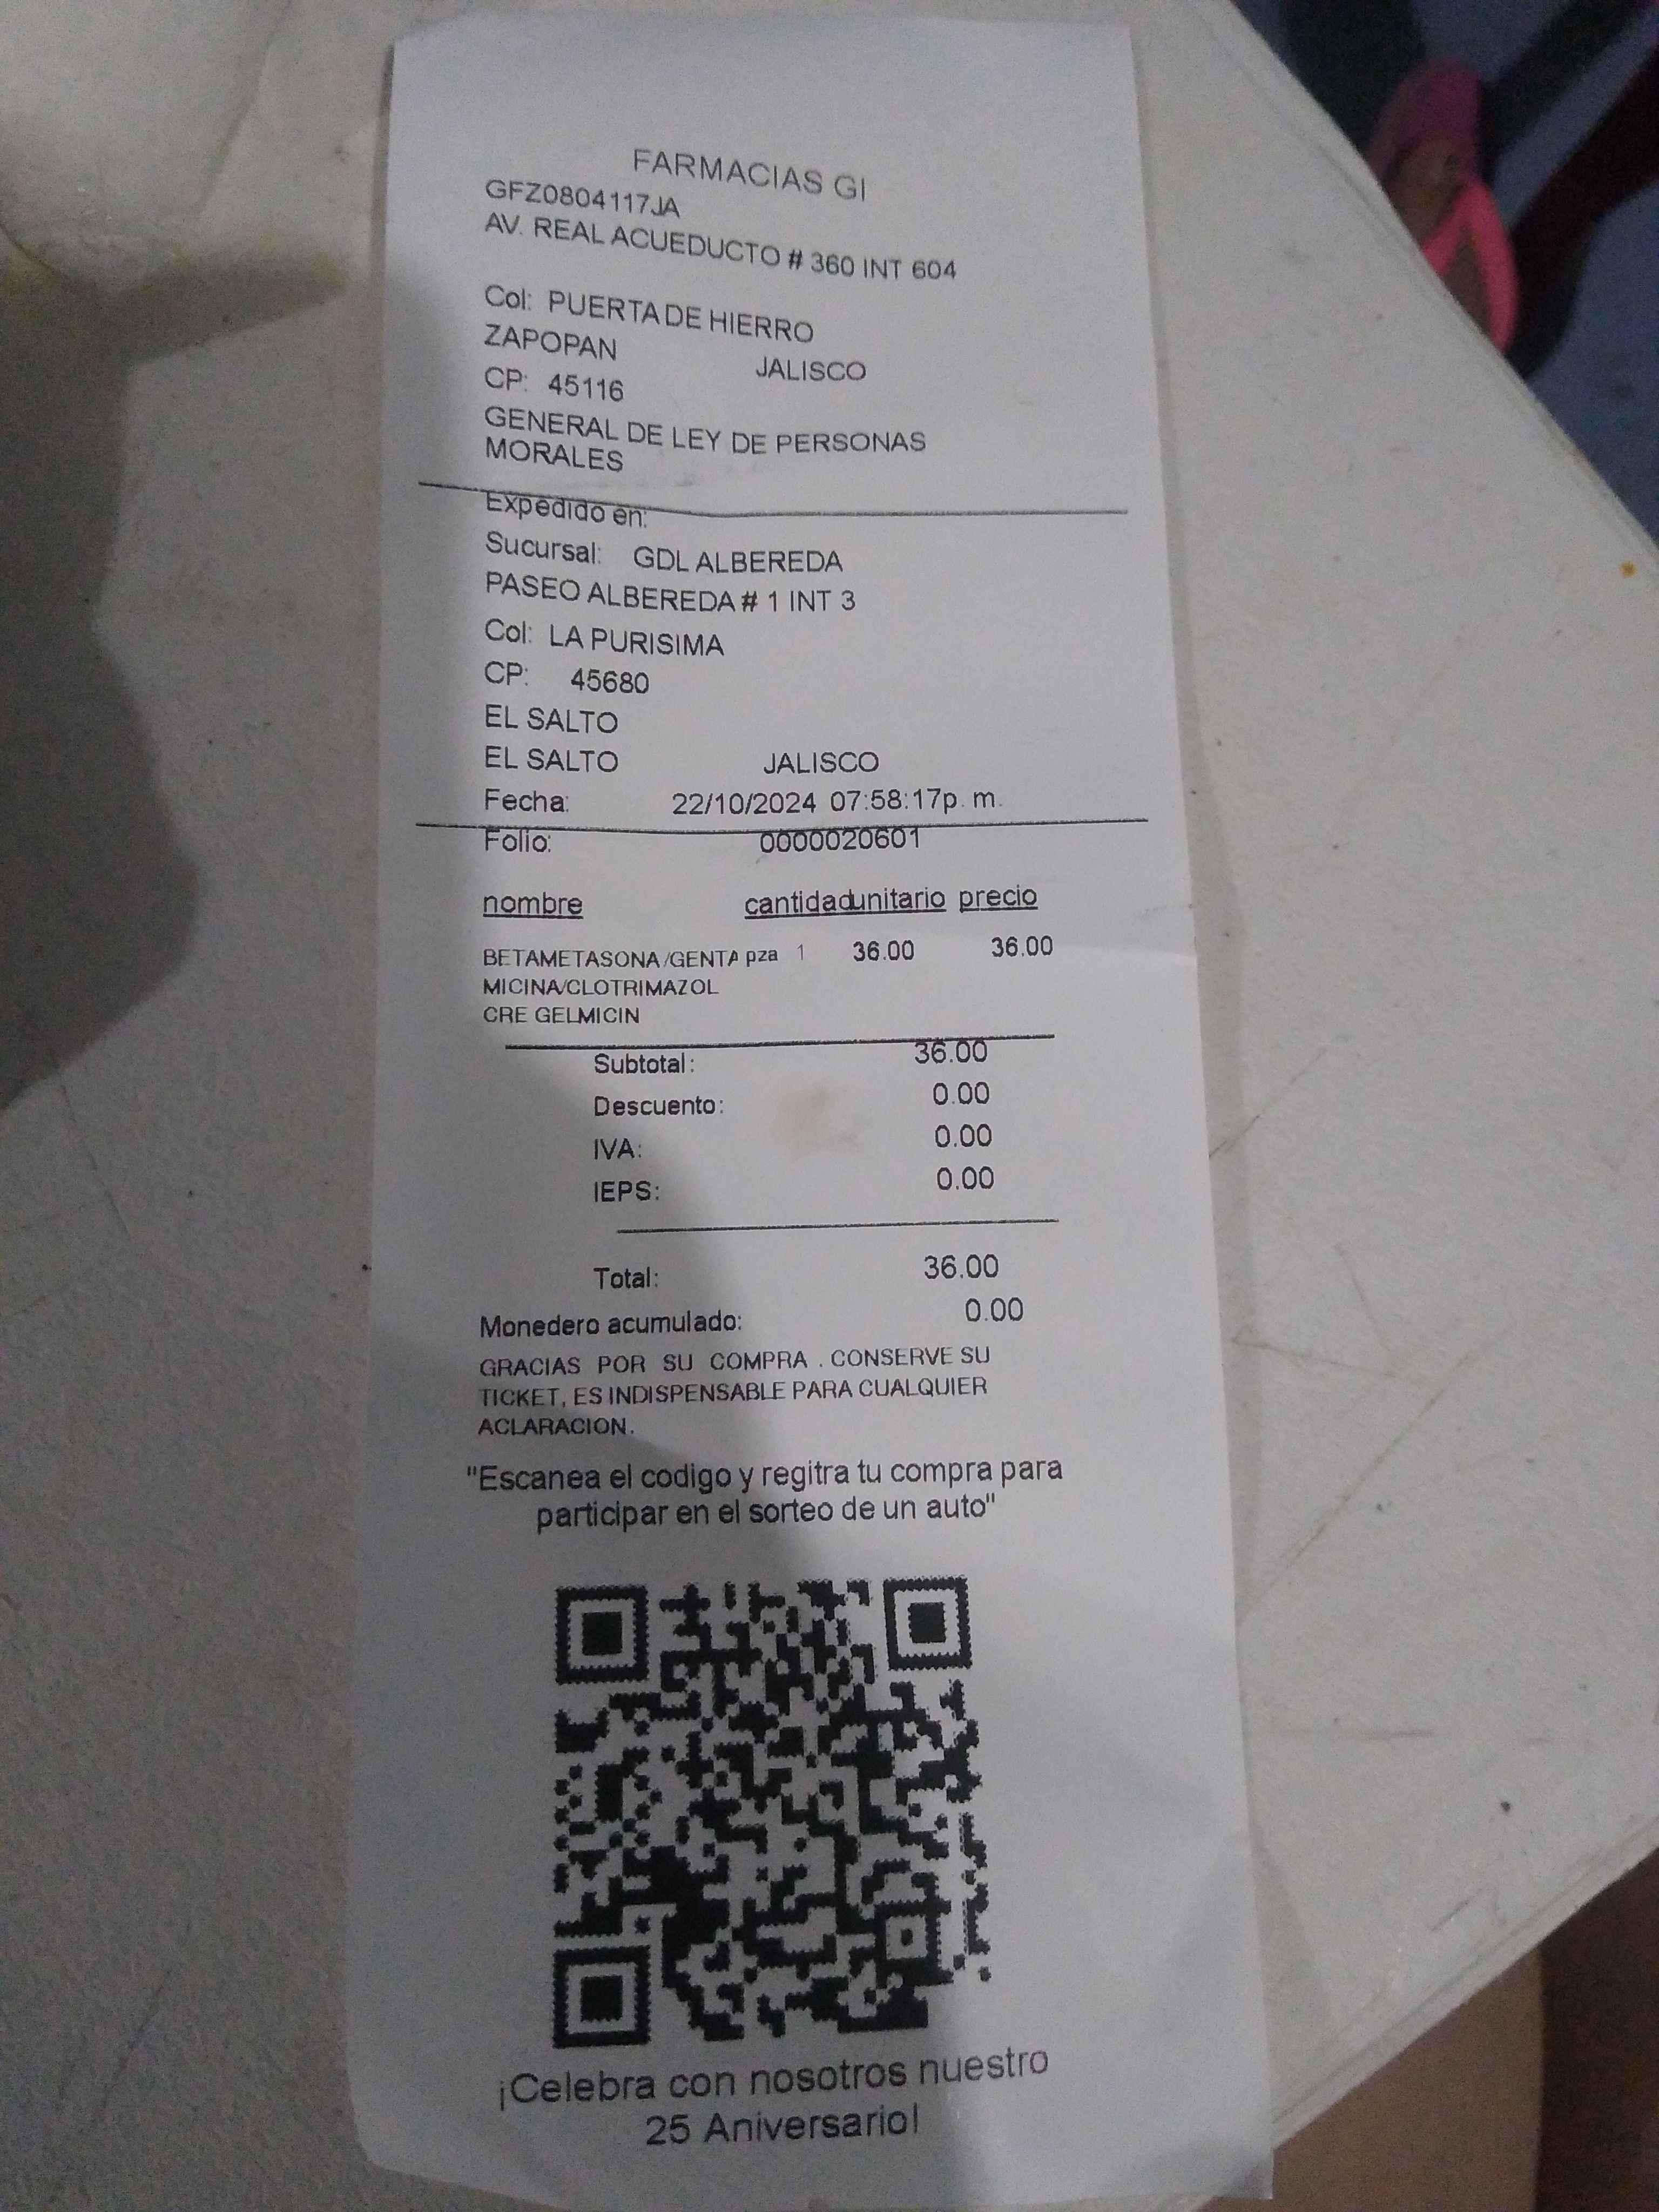 FARMACIAS GI
GFZ0804117JA
AV. REAL ACUEDUCTO # 360 INT 604
Col: PUERTA DE HIERRO
ZAPOPAN JALISCO
CP: 45116
GENERAL DE LEY DE PERSONAS
MORALES
Expedido en:
Sucursal: GDL ALBEREDA
PASEO ALBEREDA # 1 INT 3
Col: LA PURISIMA
CP: 45680
EL SALTO
EL SALTO JALISCO
Fecha: 22/10/2024 07:58:17p. m.
Folio: 0000020601
nombre cantidad unitario precio
BETAMETASONA/GENTA pza 1 36.00 36.00
MICINA/CLOTRIMAZOL
CRE GELMICIN
Subtotal: 36.00
Descuento: 0.00
IVA: 0.00
IEPS: 0.00
Total: 36.00
Monedero acumulado: 0.00
GRACIAS POR SU COMPRA . CONSERVE SU
TICKET, ES INDISPENSABLE PARA CUALQUIER
ACLARACION.
"Escanea el codigo y regitra tu compra para
participar en el sorteo de un auto"
¡Celebra con nosotros nuestro
25 Aniversario!